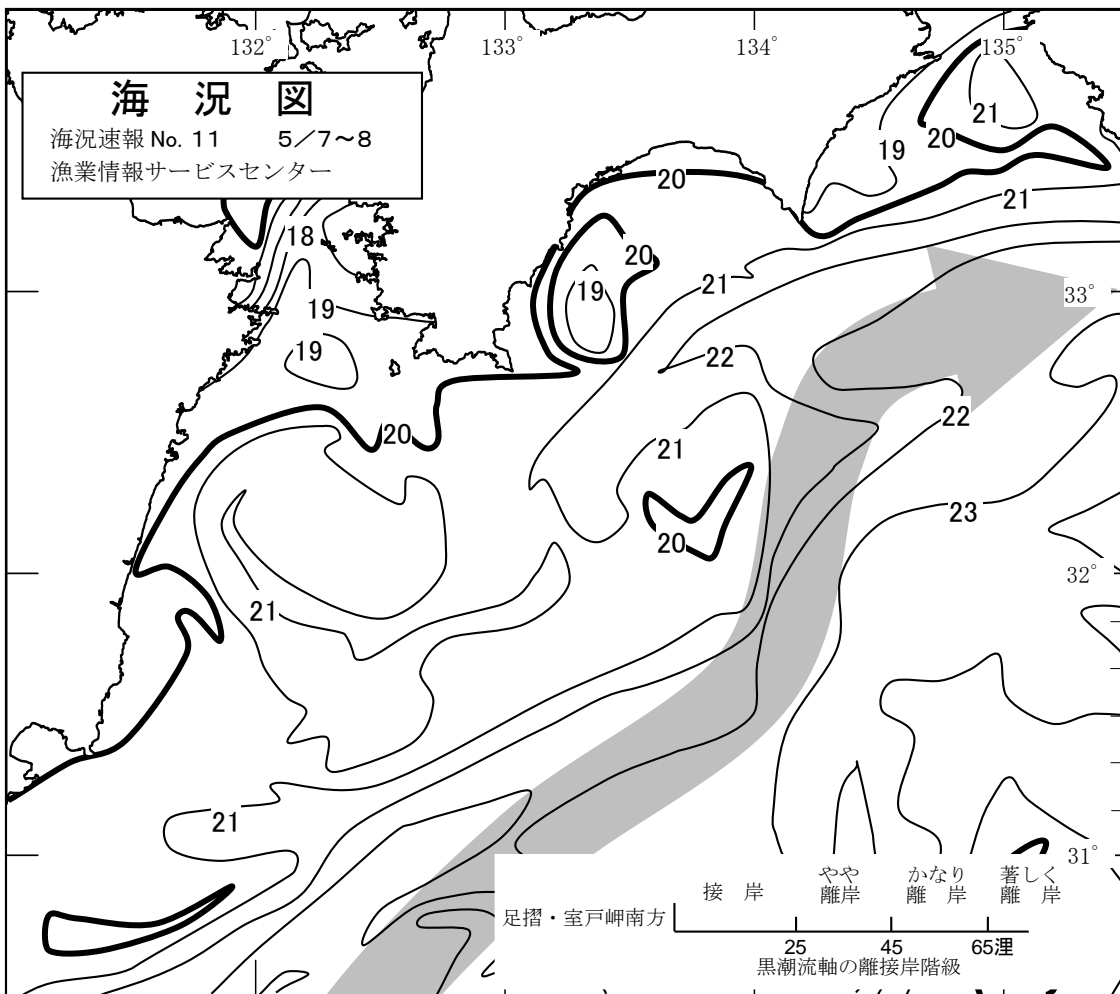 132°
133°
134°
135°
海 況 図
海況速報 No. 11 5／7～8
漁業情報サービスセンター
21
20
19
20
21
18
20
21
19
33°
19
22
19
22
20
21
23
20
32°
21
21
31°
接 岸
やや
離岸
かなり
離 岸
著しく
離 岸
足摺・室戸岬南方
25
45
65浬
黒潮流軸の離接岸階級